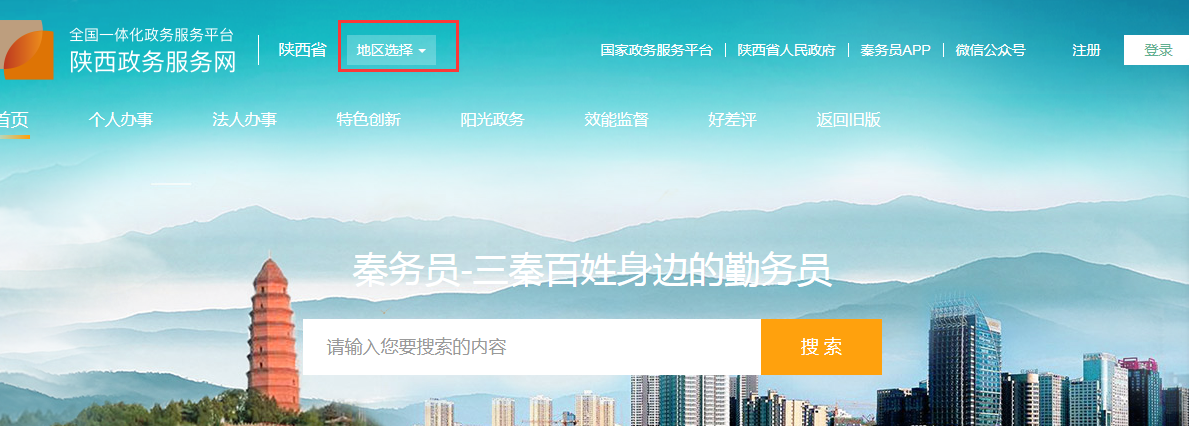 全国一体化政务服务平台
陕西政务服务网
陕西省
地区选择
国家政务服务平台
陕西省人民政府
秦务员APP
微信公众号
注册
登录
首页
个人办事
法人办事
特色创新
阳光政务
效能监督
好差评
返回旧版
秦务员-三秦百姓身边的勤务员
请输入您要搜索的内容
搜索